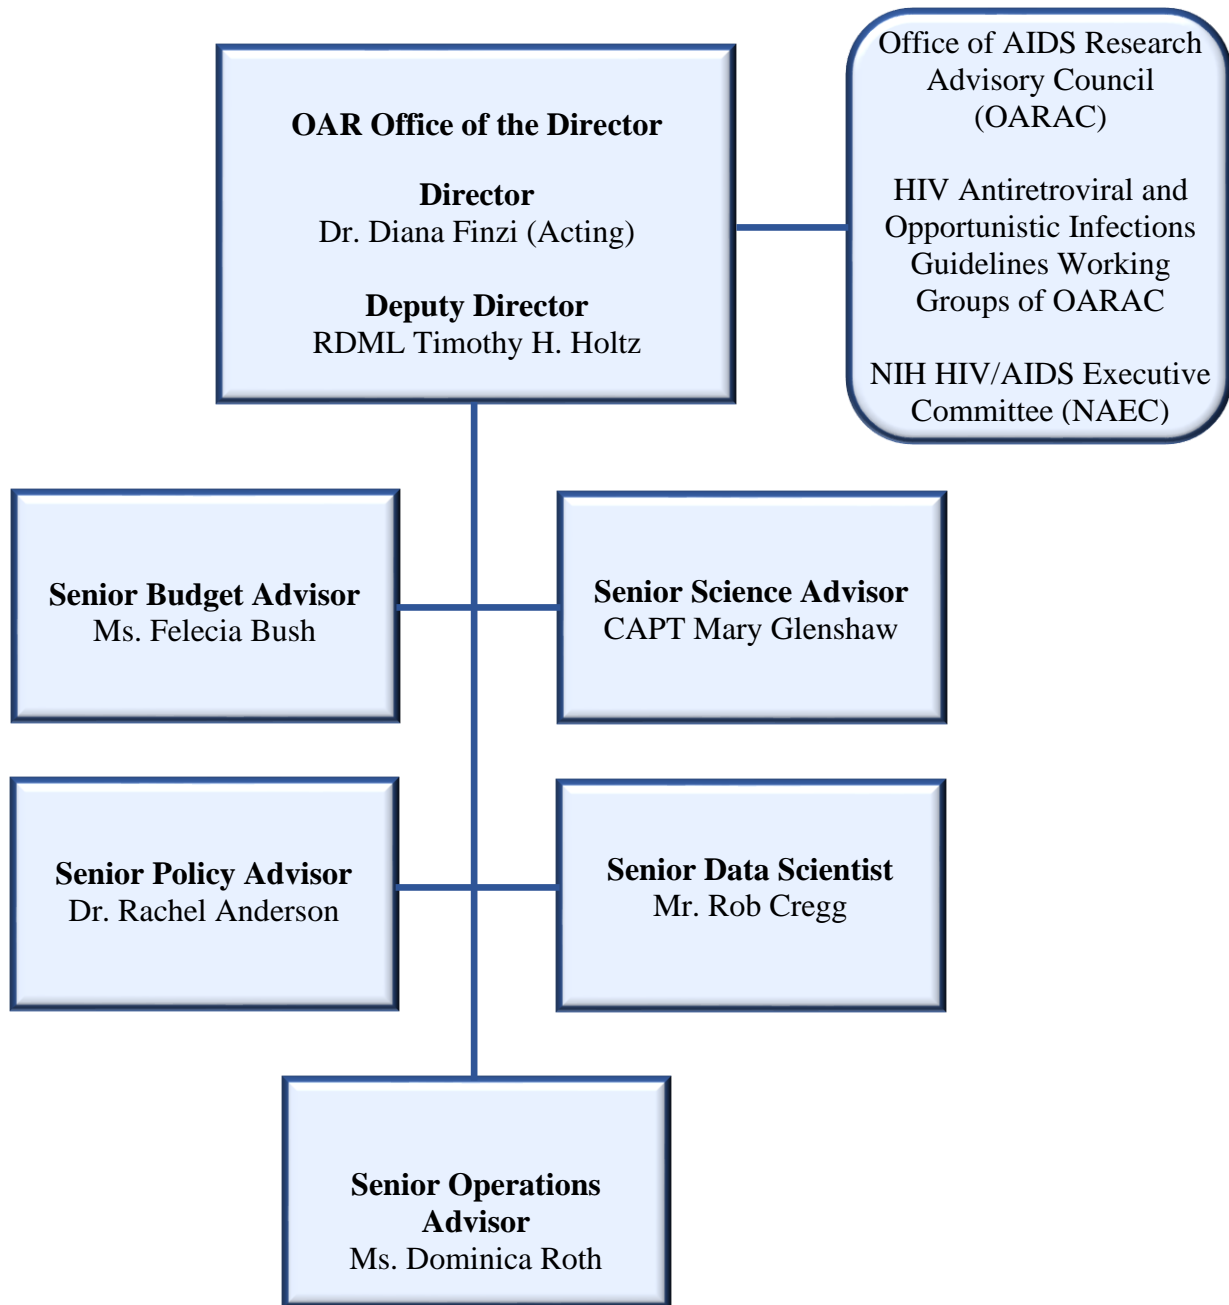 OAR Office of the Director
Director
Dr. Diana Finzi (Acting)
Deputy Director
RDML Timothy H. Holtz
Office of AIDS Research
Advisory Council
(OARAC)
HIV Antiretroviral and
Opportunistic Infections
Guidelines Working
Groups of OARAC
NIH HIV/AIDS Executive
Committee (NAEC)
Senior Budget Advisor
Ms. Felecia Bush
Senior Science Advisor
CAPT Mary Glenshaw
Senior Policy Advisor
Dr. Rachel Anderson
Senior Data Scientist
Mr. Rob Cregg
Senior Operations
Advisor
Ms. Dominica Roth